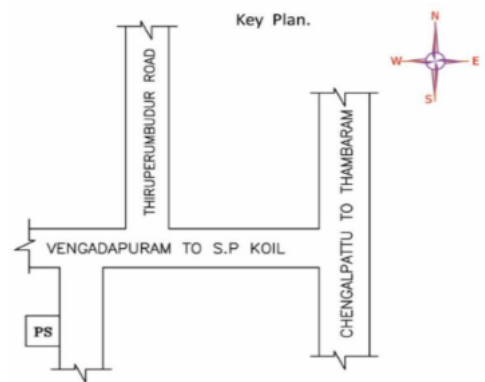 Key Plan.
N
W
E
S
THIRUPERUMBUDUR ROAD
CHENGALPATTU TO THAMBARAM
VENGADAPURAM TO S.P KOIL
PS